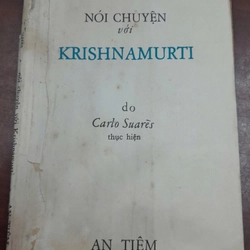 NÓI CHUYỆN
với
KRISHNAMURTI
do
Carlo Suarès
thực hiện
AN TIÊM